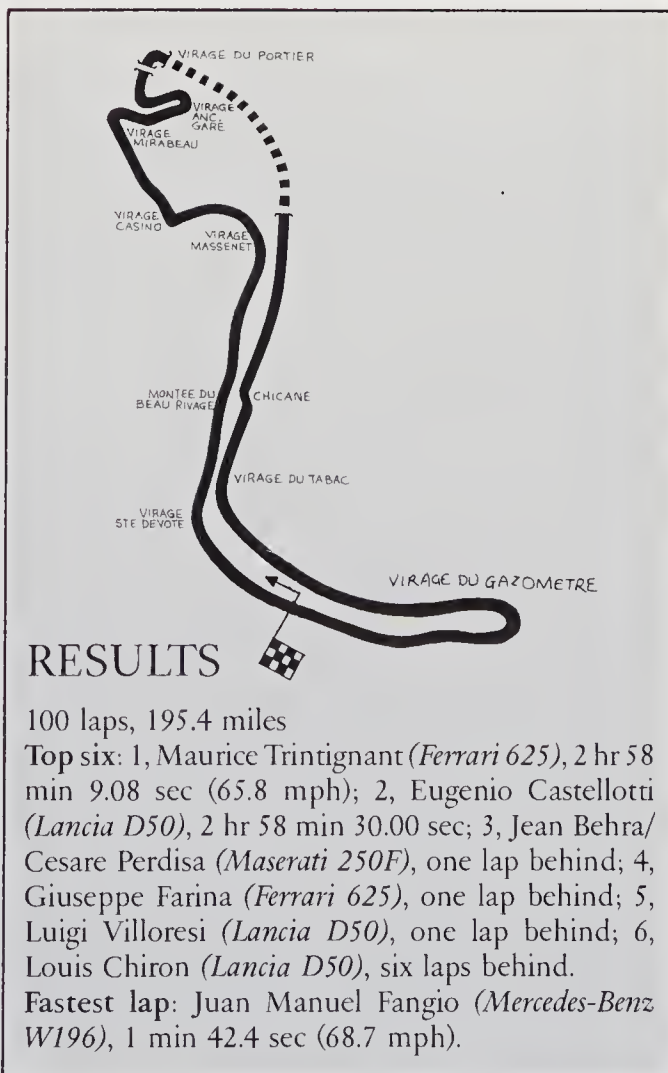 VIRAGE DU PORTIER
VIRAGE
ANC.
GARE
VIRAGE
MIRABEAU
VIRAGE
CASINO
VIRAGE
MASSENET
MONTEE DU
BEAU RIVAGE
CHICANE
VIRAGE DU TABAC
VIRAGE
STE DEVOTE
VIRAGE DU GAZOMETRE
RESULTS
100 laps, 195.4 miles
Top six: 1, Maurice Trintignant (Ferrari 625), 2 hr 58
min 9.08 sec (65.8 mph); 2, Eugenio Castellotti
(Lancia D50), 2 hr 58 min 30.00 sec; 3, Jean Behra/
Cesare Perdisa (Maserati 250F), one lap behind; 4,
Giuseppe Farina (Ferrari 625), one lap behind; 5,
Luigi Villoresi (Lancia D50), one lap behind; 6,
Louis Chiron (Lancia D50), six laps behind.
Fastest lap: Juan Manuel Fangio (Mercedes-Benz
W196), 1 min 42.4 sec (68.7 mph).